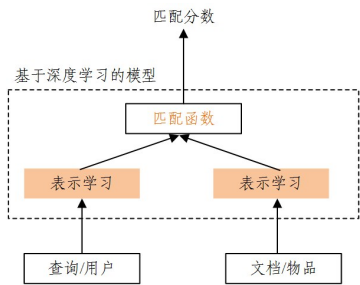 匹配分数
基于深度学习的模型
匹配函数
表示学习
表示学习
查询/用户
文档/物品